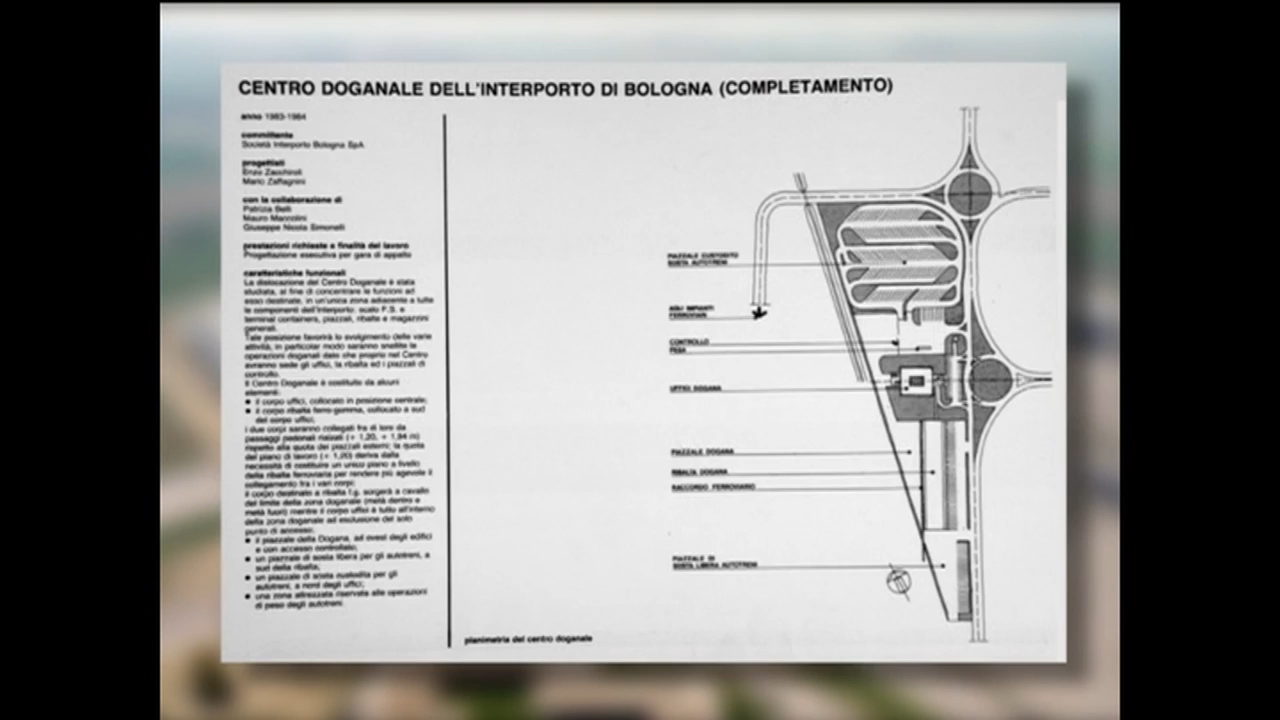 CENTRO DOGANALE DELL'INTERPORTO DI BOLOGNA (COMPLETAMENTO)
anno 1983-1984
committente
Società Interporto Bologna SpA
progettisti
Enzo Zacchiroli
Mario Zaffagnini
con la collaborazione di
Patrizia Belli
Mauro Maccolini
Giuseppe Nicola Simonelli
prestazioni richieste e finalità del lavoro
Progettazione esecutiva per gara di appalto
caratteristiche funzionali
La dislocazione del Centro Doganale è stata
studiata, al fine di concentrare le funzioni ad
esso destinate, in un'unica zona adiacente a tutte
le componenti dell'Interporto: scalo F.S. e
terminal containers, piazzali, ribalte e magazzini
generali.
Tale posizione favorirà lo svolgimento delle varie
attività, in particolar modo saranno snellite le
operazioni doganali dato che proprio nel Centro
avranno sede gli uffici, la ribalta ed i piazzali di
controllo.
Il Centro Doganale è costituito da alcuni
elementi:
• il corpo uffici, collocato in posizione centrale;
• il corpo ribalta ferro-gomma, collocato a sud
del corpo uffici;
i due corpi saranno collegati fra di loro da
passaggi pedonali rialzati (+ 1,20, + 1,94 m)
rispetto alla quota dei piazzali esterni; la quota
del piano di lavoro (+ 1,20) deriva dalla
necessità di costituire un unico piano a livello
della ribalta ferroviaria per rendere più agevole il
collegamento fra i vari corpi;
il corpo destinato a ribalta f.g. sorgerà a cavallo
del limite della zona doganale (metà dentro e
metà fuori) mentre il corpo uffici è tutto all'interno
della zona doganale ad esclusione del solo
punto di accesso;
• il piazzale della Dogana, ad ovest degli edifici
e con accesso controllato;
• un piazzale di sosta libera per gli autotreni, a
sud della ribalta;
• un piazzale di sosta custodita per gli
autotreni, a nord degli uffici;
• una zona attrezzata riservata alle operazioni
di peso degli autotreni.
PIAZZALE CUSTODITO
SOSTA AUTOTRENI
AGLI IMPIANTI
FERROVIARI
CONTROLLO
PESA
UFFICI DOGANA
PIAZZALE DOGANA
RIBALTA DOGANA
RACCORDO FERROVIARIO
PIAZZALE DI
SOSTA LIBERA AUTOTRENI
planimetria del centro doganale